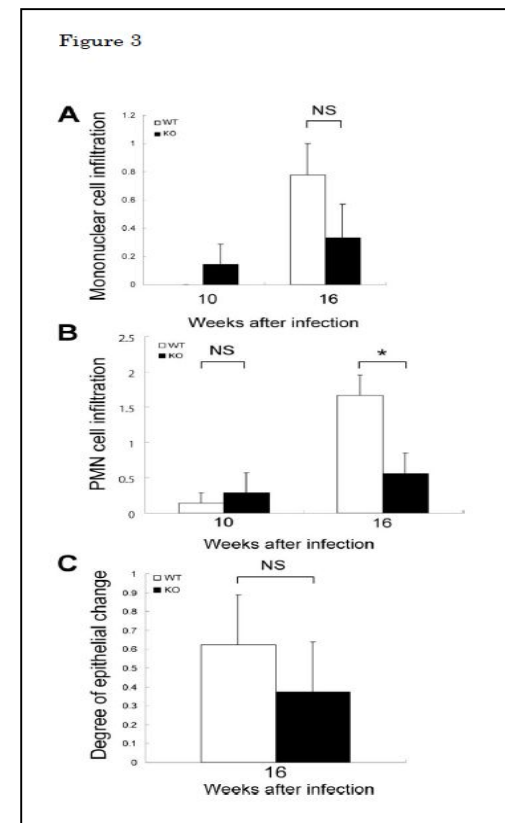 Figure 3
A
Mononuclear cell infiltration
1.2
1
0.8
0.6
0.4
0.2
0
WT
KO
NS
10
16
Weeks after infection
B
PMN cell infiltration
2.5
2
1.5
1
0.5
0
WT
KO
NS
*
10
16
Weeks after infection
C
Degree of epithelial change
1
0.9
0.8
0.7
0.6
0.5
0.4
0.3
0.2
0.1
0
WT
KO
NS
16
Weeks after infection